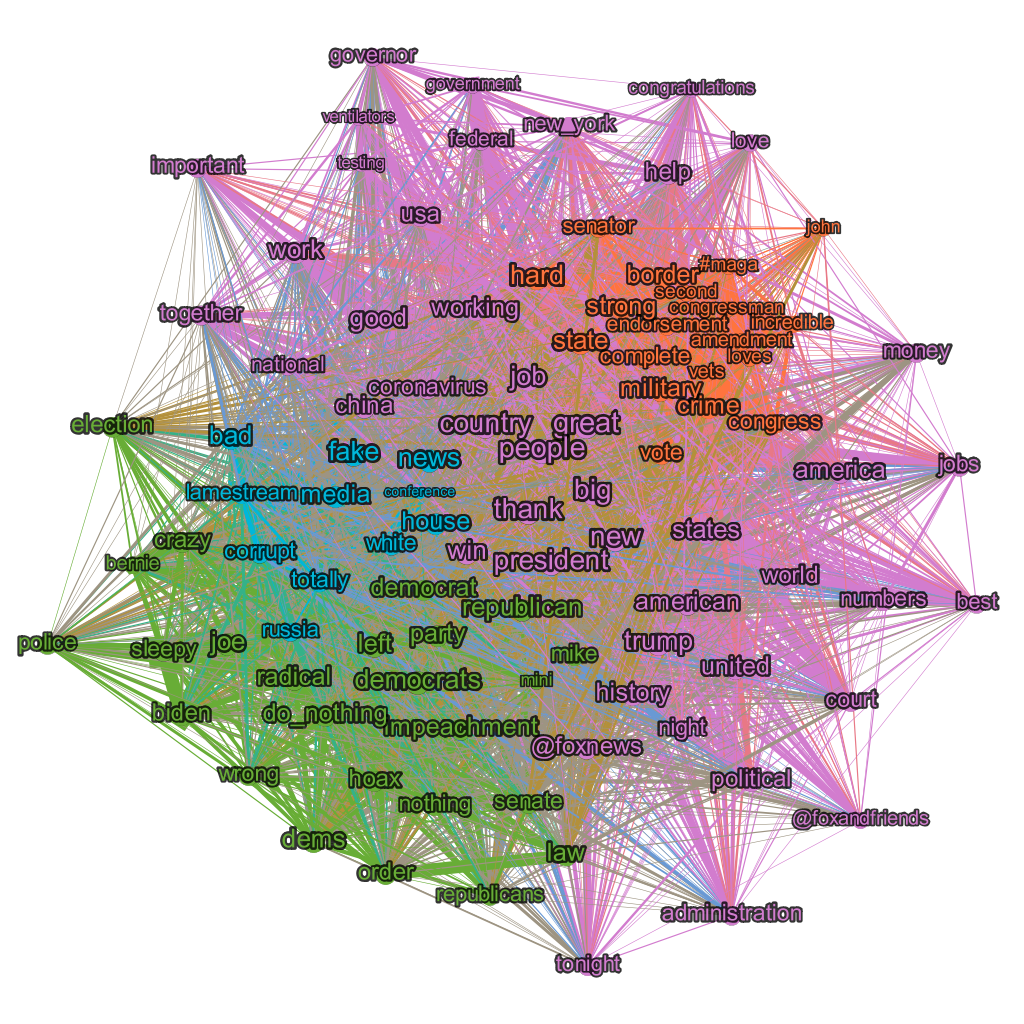 governor
government
congratulations
ventilators
new_york
federal
love
testing
important
help
usa
senator
john
work
#maga
hard
border
second
together
good
working
strong
congressman
endorsement
incredible
state
amendment
money
national
complete
loves
vets
coronavirus
job
military
china
crime
election
country
great
congress
bad
people
fake
news
vote
america
jobs
lamestream
media
conference
big
thank
house
new
states
crazy
white
corrupt
win
bernie
president
totally
world
democrat
numbers
best
republican
american
russia
party
police
joe
left
trump
sleepy
mike
united
radical
democrats
mini
history
court
biden
do_nothing
impeachment
night
@foxnews
wrong
hoax
political
nothing
senate
@foxandfriends
dems
law
order
republicans
administration
tonight